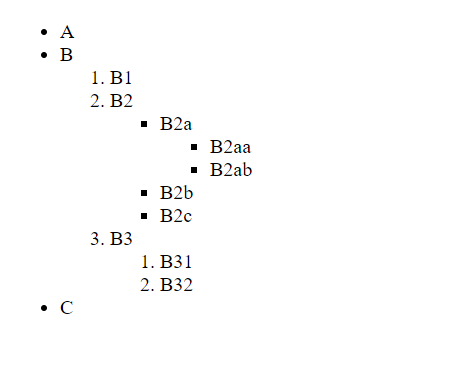 • A
• B
1. B1
2. B2
▪ B2a
▪ B2aa
▪ B2ab
▪ B2b
▪ B2c
3. B3
1. B31
2. B32
• C